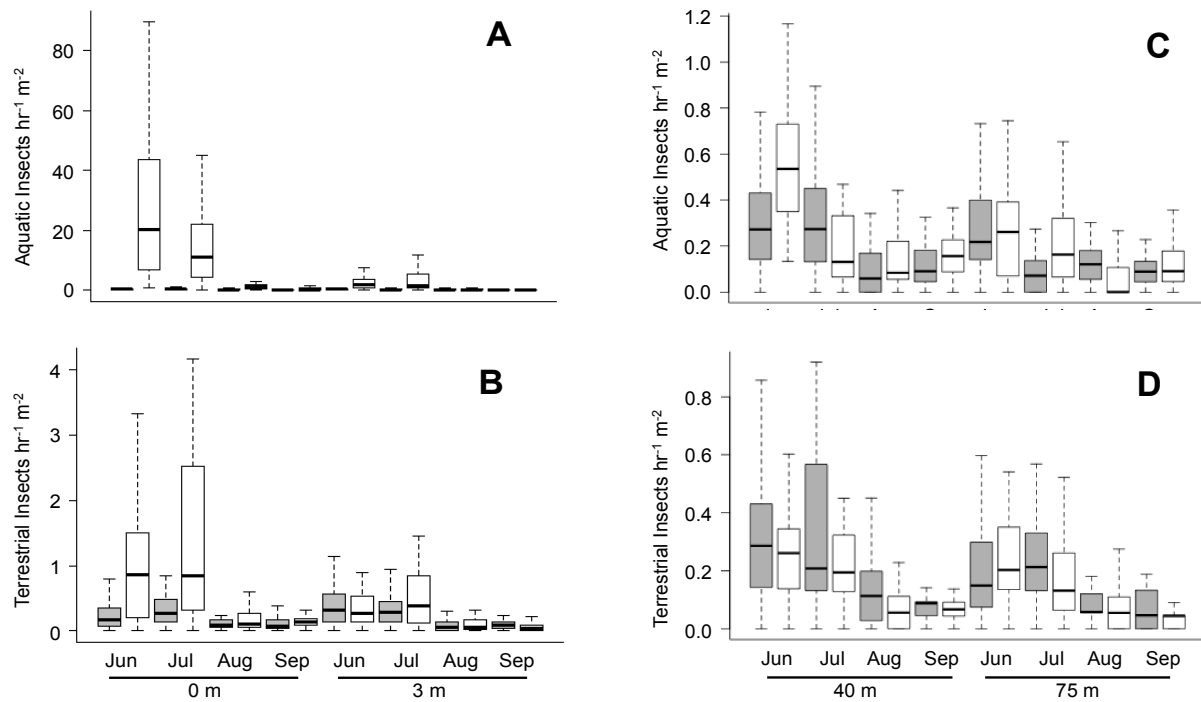 A
Aquatic Insects hr-1 m-2
80
60
40
20
0
C
Aquatic Insects hr-1 m-2
1.2
1.0
0.8
0.6
0.4
0.2
0.0
B
Terrestrial Insects hr-1 m-2
4
3
2
1
0
Jun Jul Aug Sep Jun Jul Aug Sep
0 m 3 m
D
Terrestrial Insects hr-1 m-2
0.8
0.6
0.4
0.2
0.0
Jun Jul Aug Sep Jun Jul Aug Sep
40 m 75 m